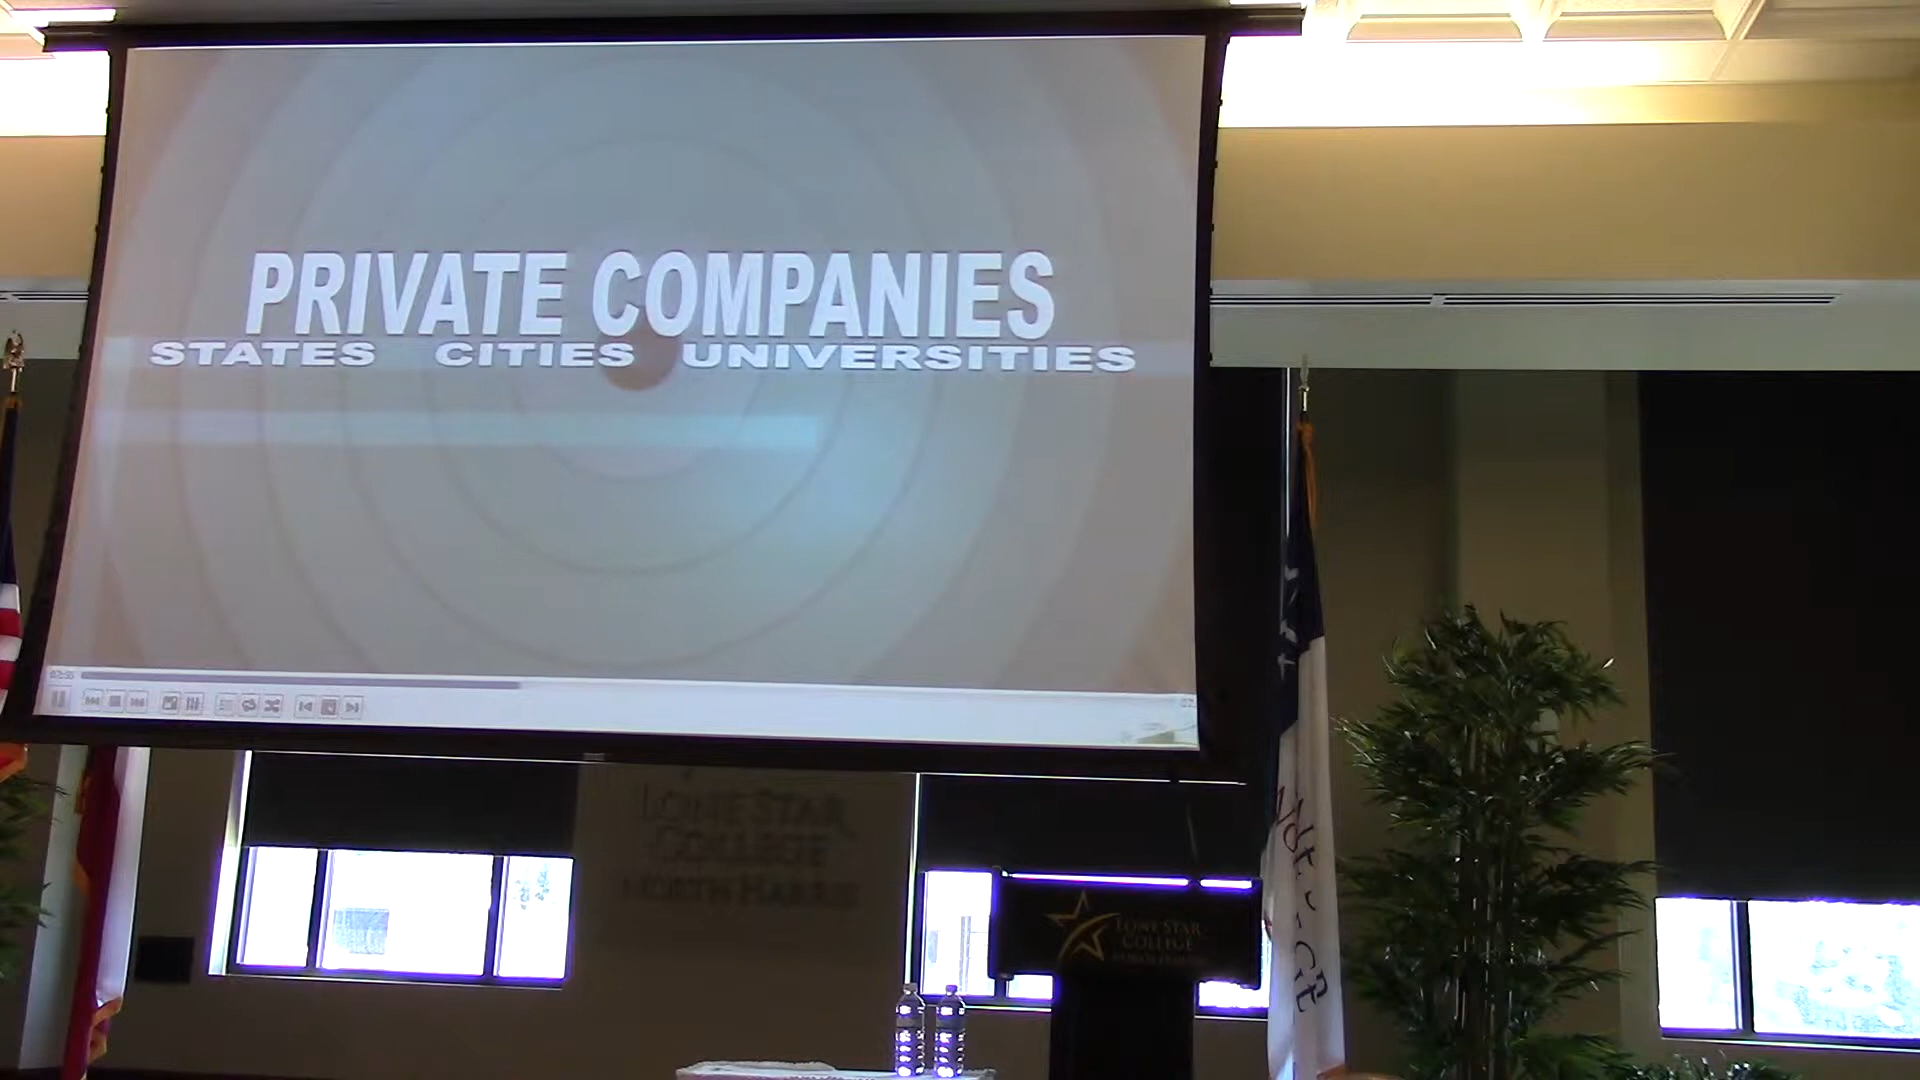 PRIVATE COMPANIES
STATES CITIES UNIVERSITIES
LONE STAR
COLLEGE
NORTH HARRIS
LONE STAR
COLLEGE